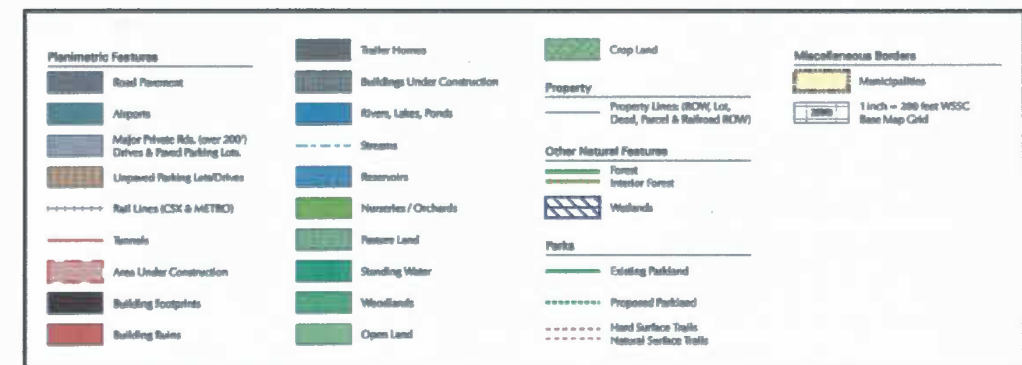 Planimetric Features
Road Pavement
Airports
Major Private Rds. (over 200')
Drives & Paved Parking Lots.
Unpaved Parking Lots/Drives
Rail Lines (CSX & METRO)
Tunnels
Area Under Construction
Building Footprints
Building Ruins
Trailer Homes
Buildings Under Construction
Rivers, Lakes, Ponds
Streams
Reservoirs
Nurseries / Orchards
Pasture Land
Standing Water
Woodlands
Open Land
Crop Land
Property
Property Lines: (ROW, Lot,
Deed, Parcel & Railroad ROW)
Other Natural Features
Forest
Interior Forest
Wetlands
Parks
Existing Parkland
Proposed Parkland
Hard Surface Trails
Natural Surface Trails
Miscellaneous Borders
Municipalities
1 inch = 200 feet WSSC
Base Map Grid